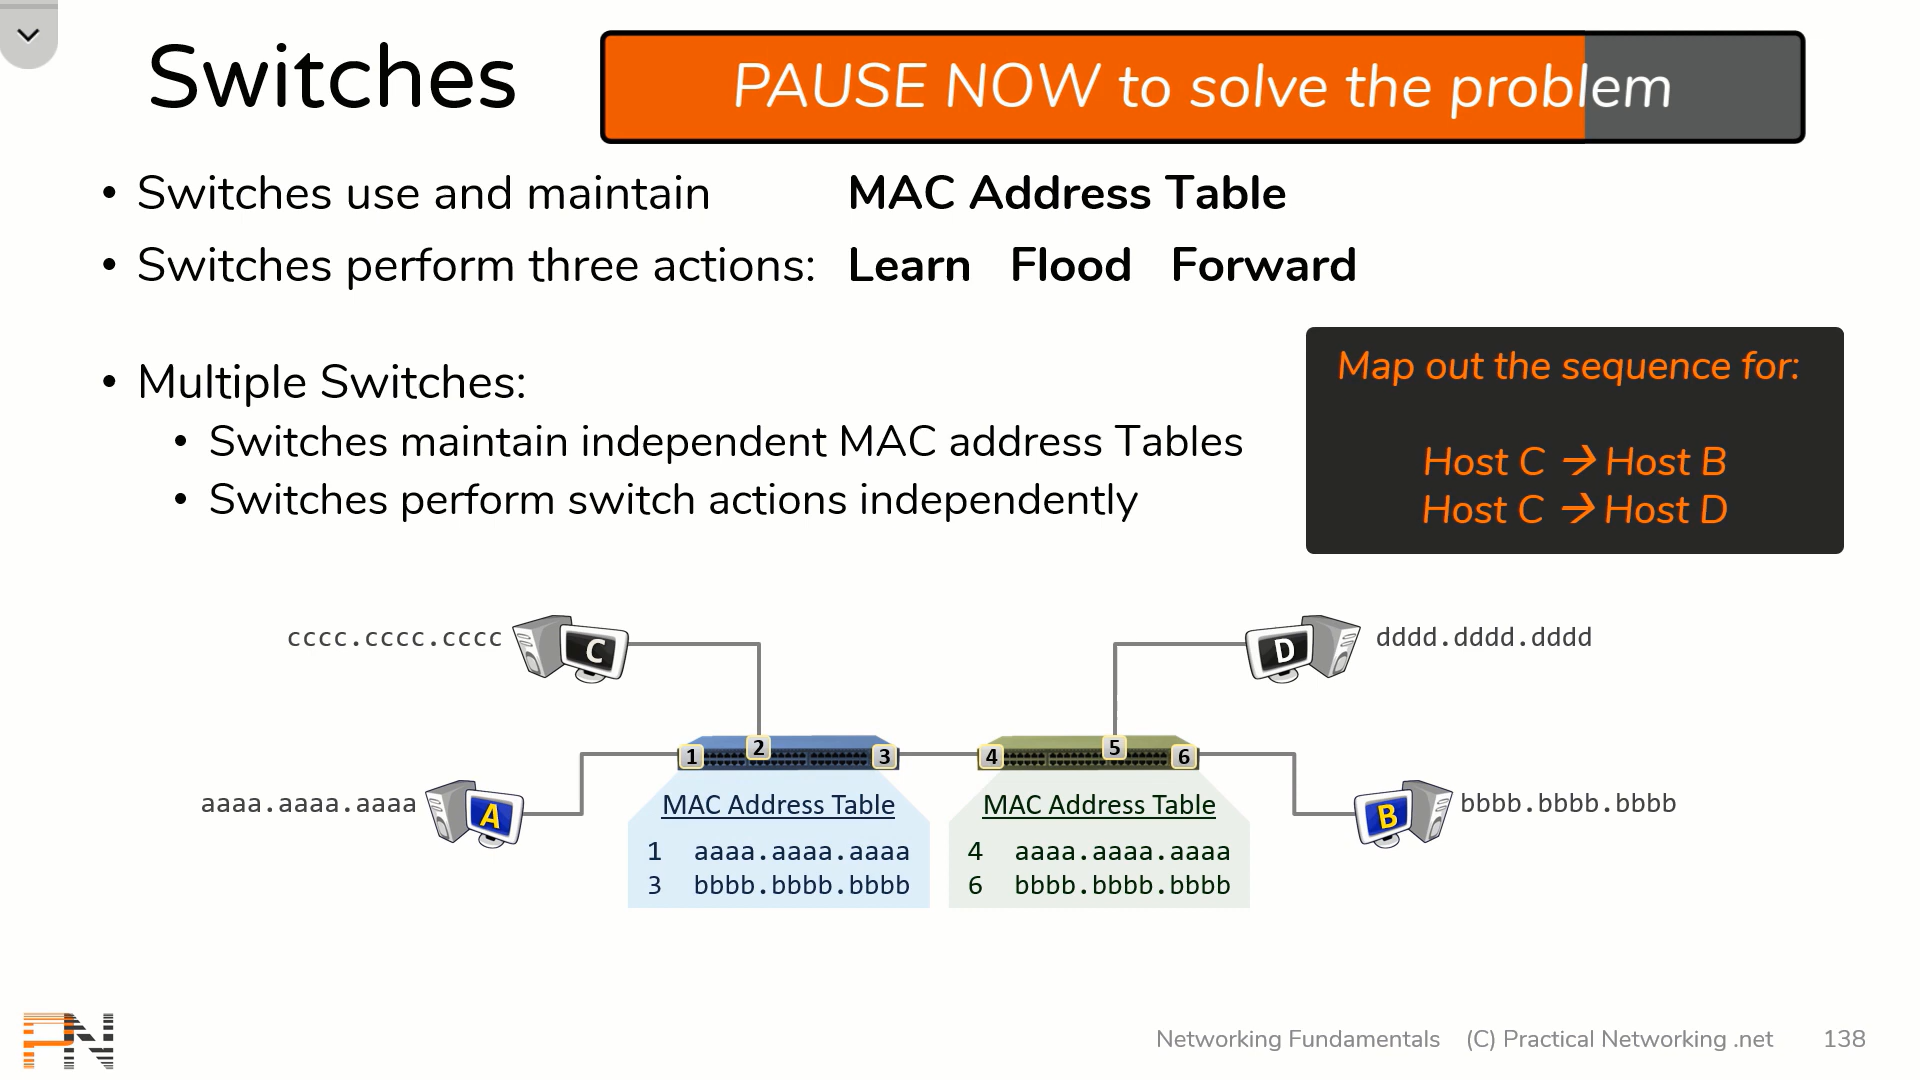 Switches
PAUSE NOW to solve the problem
• Switches use and maintain MAC Address Table
• Switches perform three actions: Learn Flood Forward
• Multiple Switches:
• Switches maintain independent MAC address Tables
• Switches perform switch actions independently
Map out the sequence for:
Host C → Host B
Host C → Host D
cccc.cccc.cccc
C
D
dddd.dddd.dddd
1
2
3
4
5
6
aaaa.aaaa.aaaa
A
B
bbbb.bbbb.bbbb
MAC Address Table
1 aaaa.aaaa.aaaa
3 bbbb.bbbb.bbbb
MAC Address Table
4 aaaa.aaaa.aaaa
6 bbbb.bbbb.bbbb
PN
Networking Fundamentals (C) Practical Networking .net 138